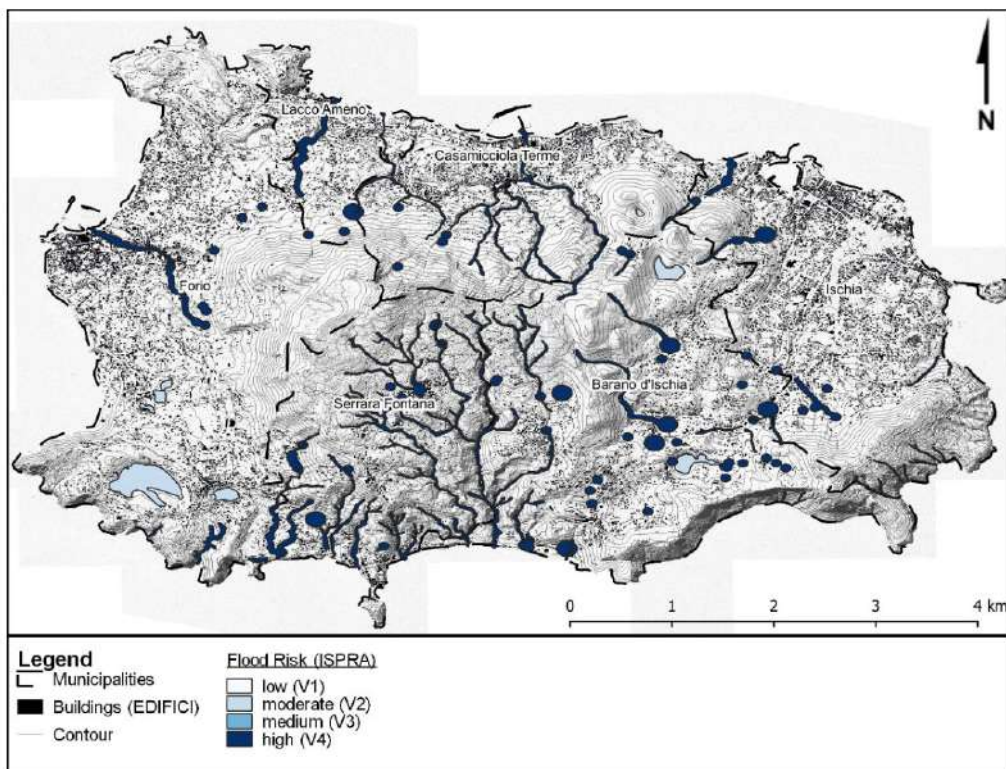 N
Lacco Ameno
Casamicciola Terme
Forio
Ischia
Barano d'Ischia
Serrara Fontana
0 1 2 3 4 km
Legend
Municipalities
Buildings (EDIFICI)
Contour
Flood Risk (ISPRA)
low (V1)
moderate (V2)
medium (V3)
high (V4)